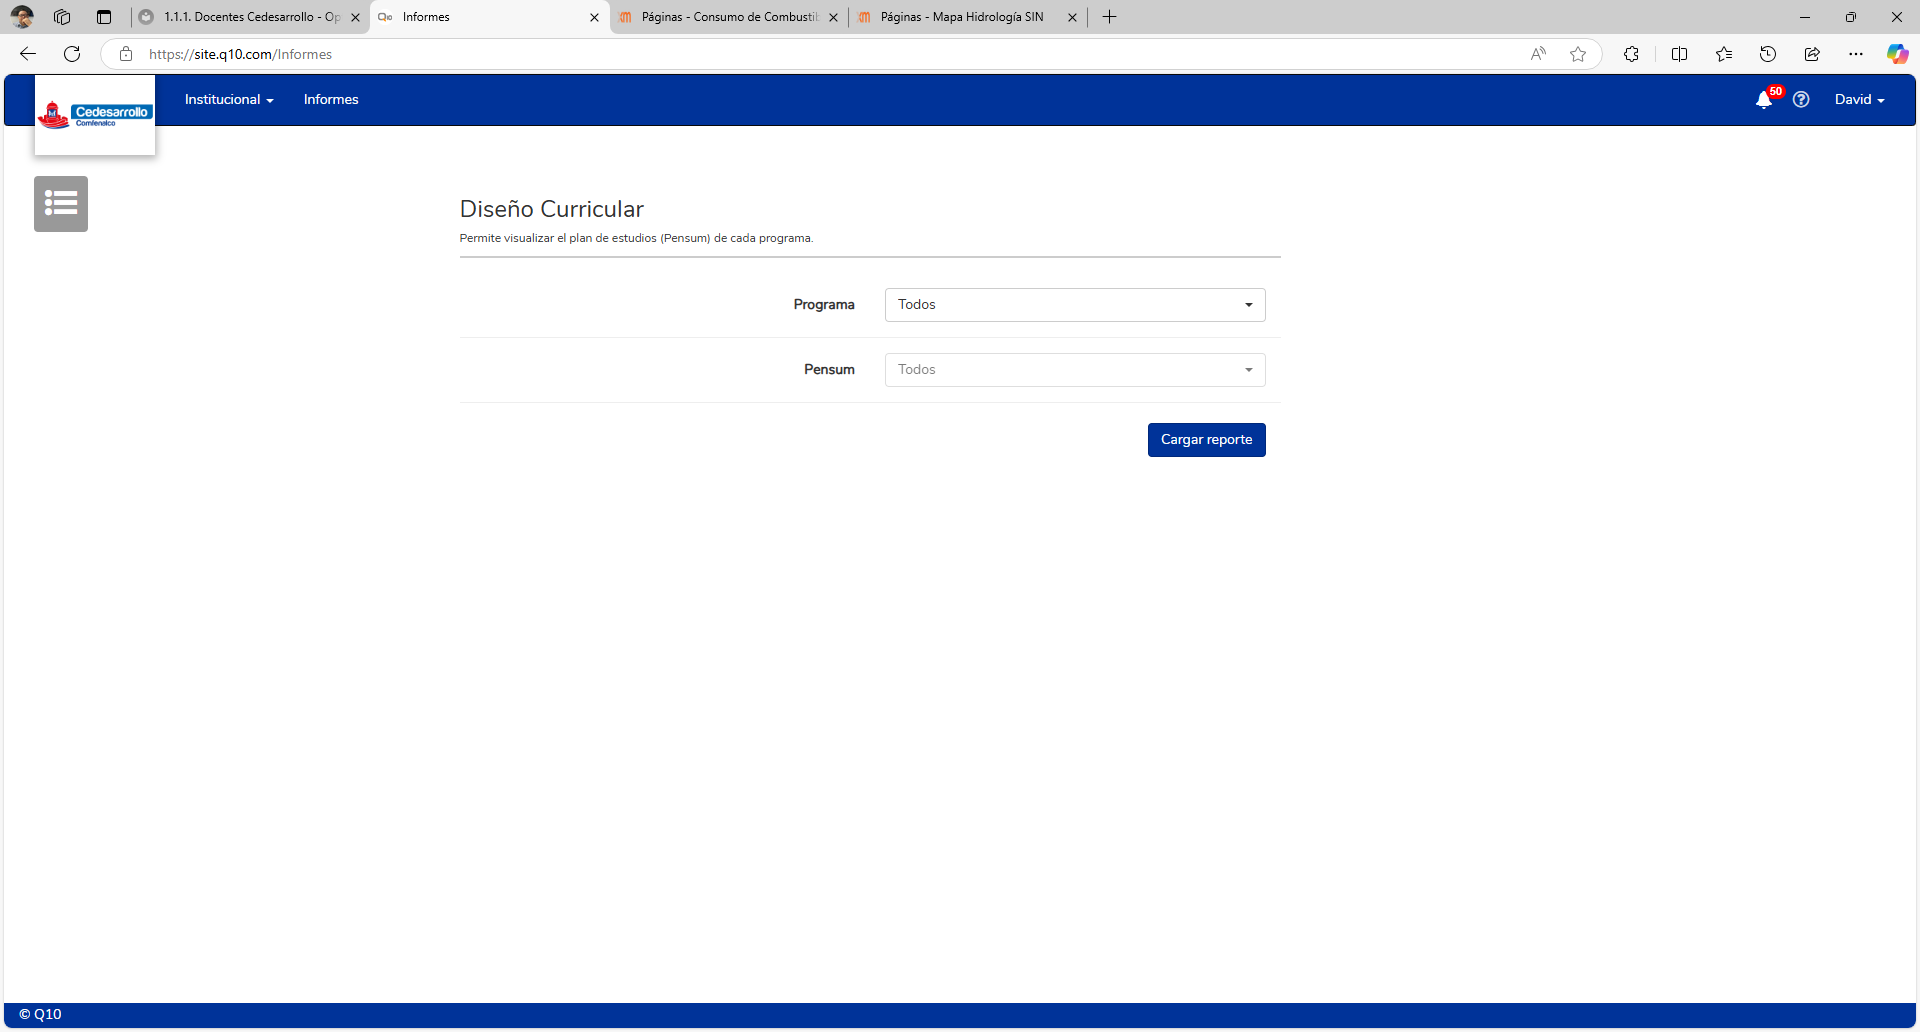 1.1.1. Docentes Cedesarrollo - Op
Informes
Páginas - Consumo de Combustib
Páginas - Mapa Hidrología SIN
https://site.q10.com/Informes
Cedesarrollo
Comfenalco
Institucional
Informes
50
David
Diseño Curricular
Permite visualizar el plan de estudios (Pensum) de cada programa.
Programa
Todos
Pensum
Todos
Cargar reporte
© Q10